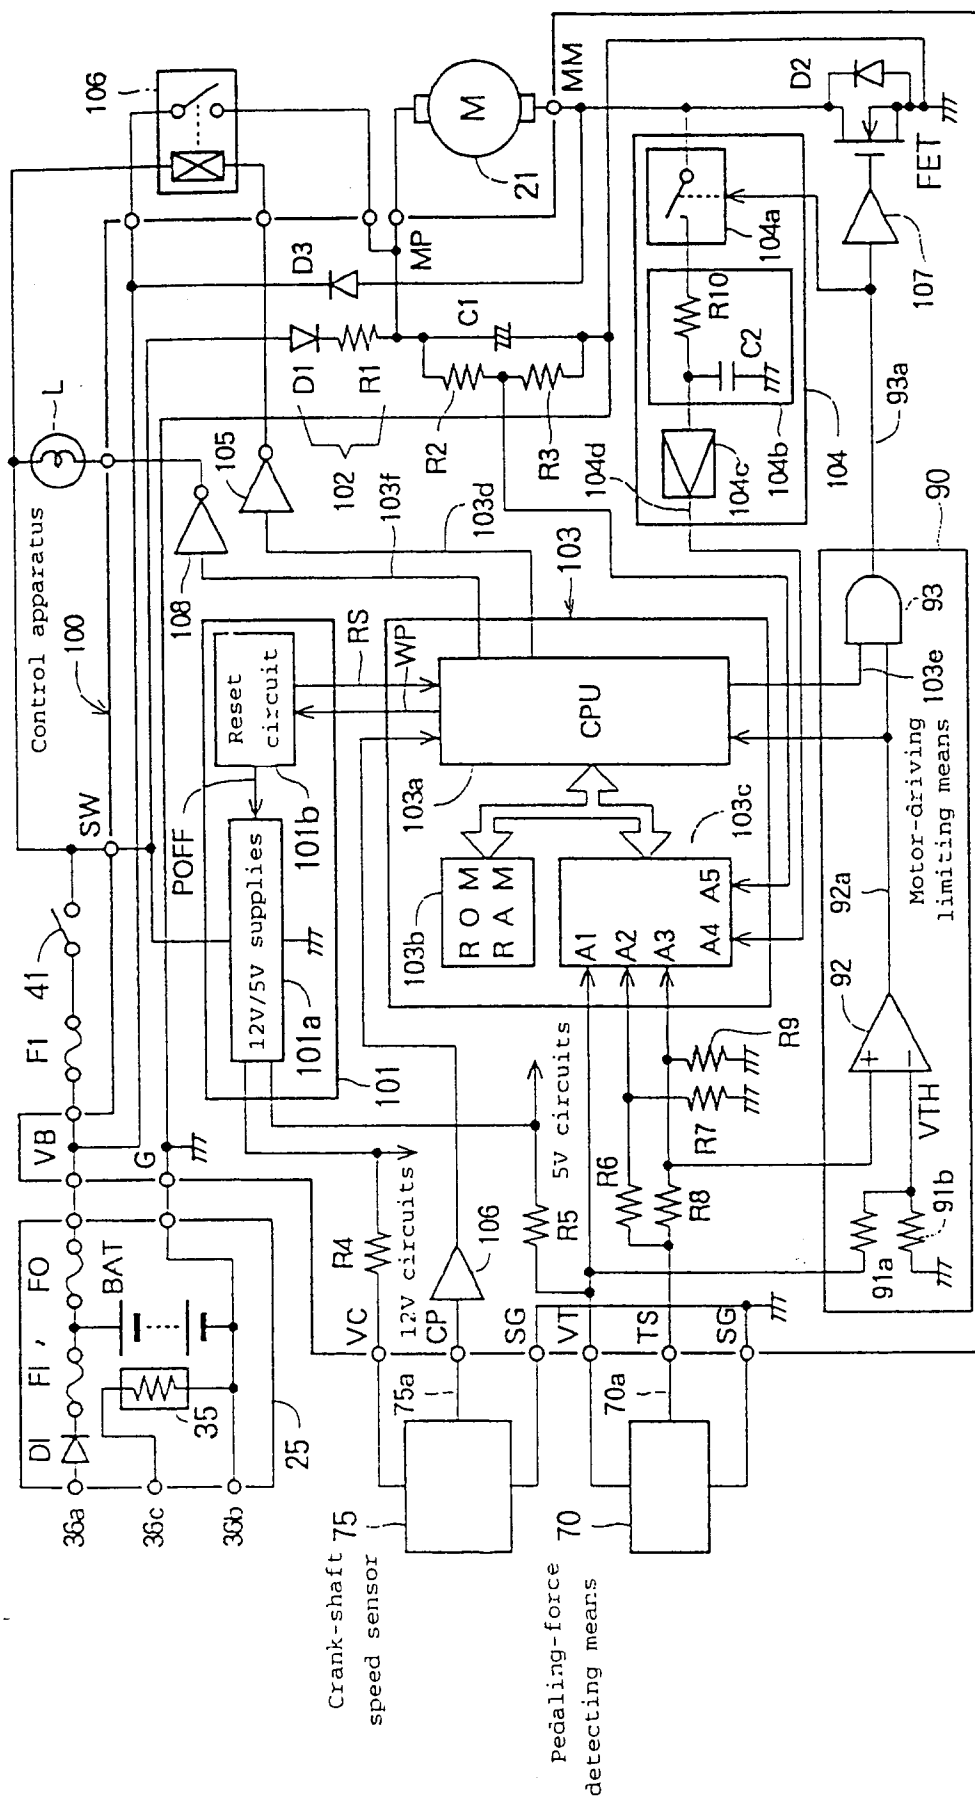 Control apparatus
100
L
106
36a
36c
36b
DI
FI, FO
BAT
35
25
VB
G
F1
41
SW
POFF
Reset
circuit
101b
12V/5V supplies
101a
101
108
105
D3
D1
R1
102
103f
103d
MP
C1
R2
R3
M
21
MM
D2
FET
107
104a
R10
C2
104b
104c
104d
104
93a
RS
WP
103
CPU
103a
103b
ROM
RAM
103c
A1
A2
A3
A4
A5
R4
VC
12V circuits
CP
106
75a
75
Crank-shaft
speed sensor
SG
VT
R5
5V circuits
R6
R7
R8
R9
TS
SG
70a
70
Pedaling-force
detecting means
91a
91b
VTH
+
-
92
92a
Motor-driving
limiting means
103e
93
90